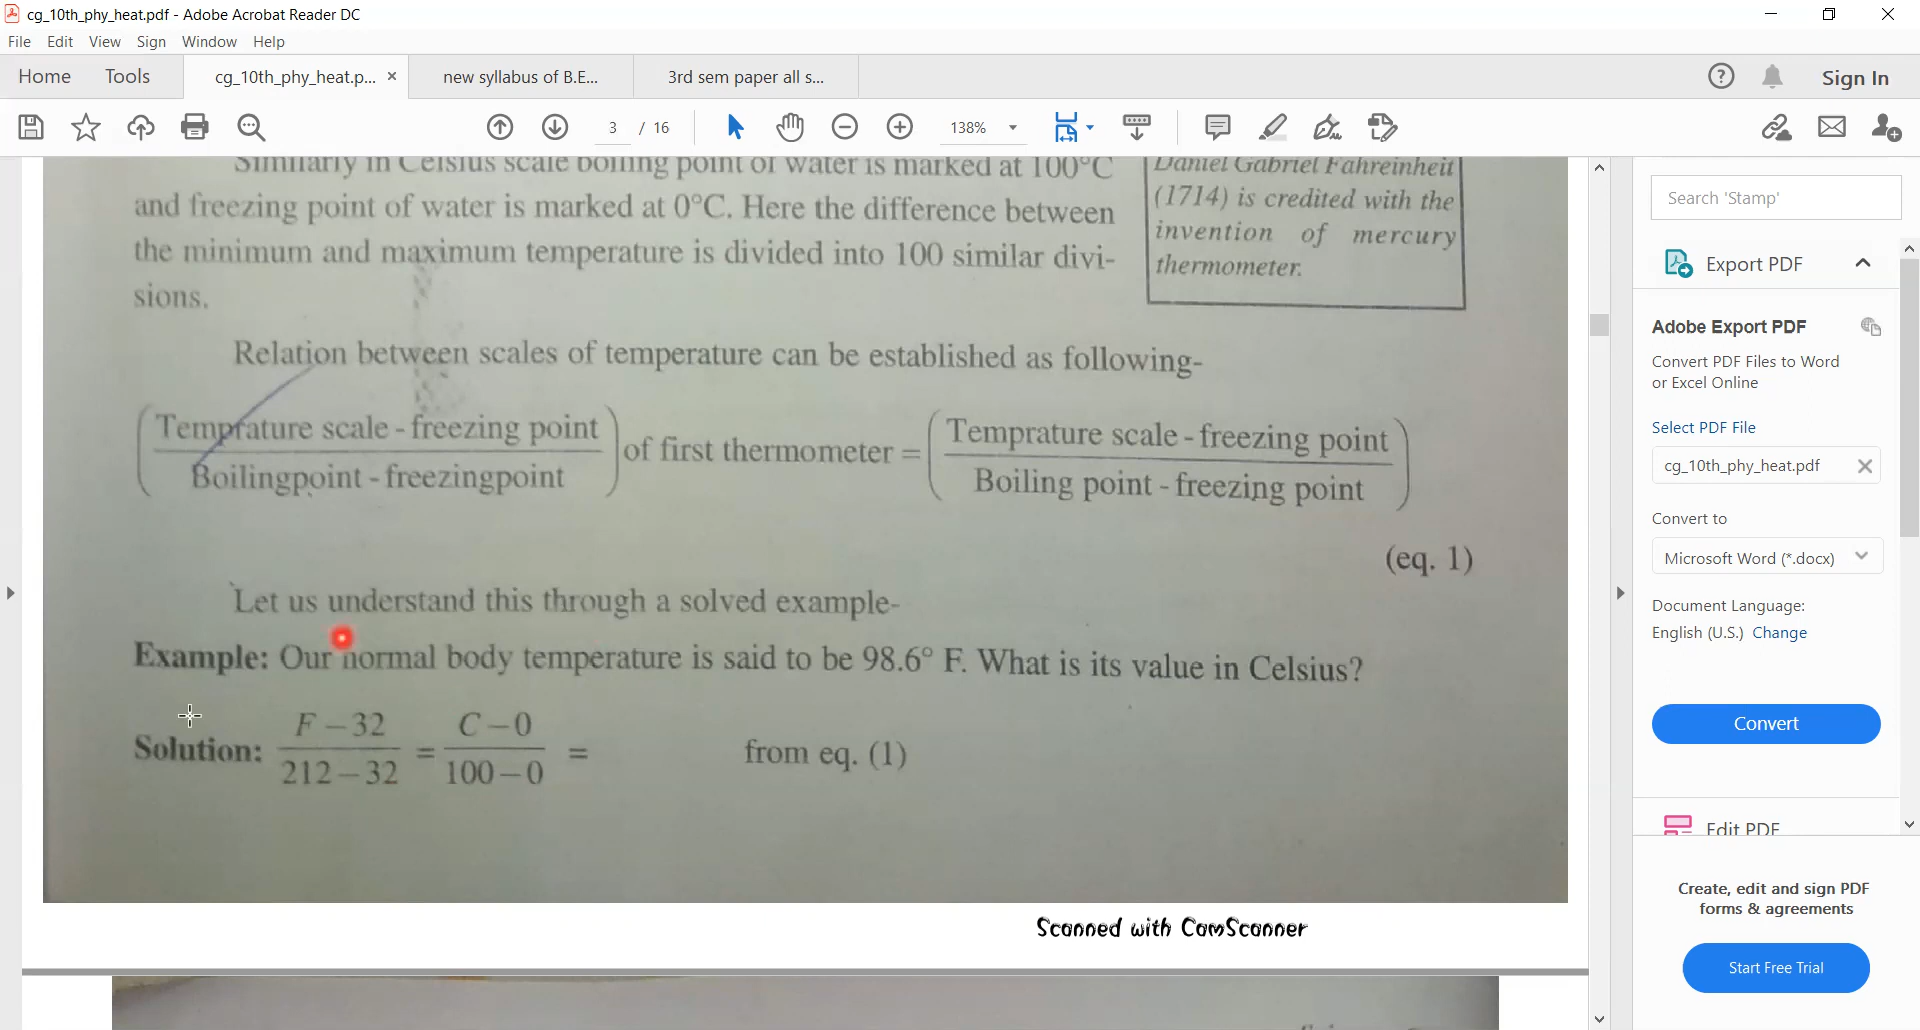 cg_10th_phy_heat.pdf - Adobe Acrobat Reader DC
File Edit View Sign Window Help
Home Tools cg_10th_phy_heat.p... × new syllabus of B.E... 3rd sem paper all s... Sign In
3 / 16 138%
Similarly in Celsius scale boiling point of water is marked at 100°C
and freezing point of water is marked at 0°C. Here the difference between
the minimum and maximum temperature is divided into 100 similar divi-
sions.
Daniel Gabriel Fahreinheit
(1714) is credited with the
invention of mercury
thermometer.
Relation between scales of temperature can be established as following-
(Temprature scale - freezing point / Boilingpoint - freezingpoint) of first thermometer = (Temprature scale - freezing point / Boiling point - freezing point)
(eq. 1)
Let us understand this through a solved example-
Example: Our normal body temperature is said to be 98.6° F. What is its value in Celsius?
Solution: F – 32 / 212 – 32 = C – 0 / 100 – 0 = from eq. (1)
Scanned with CamScanner
Search 'Stamp'
Export PDF
Adobe Export PDF
Convert PDF Files to Word
or Excel Online
Select PDF File
cg_10th_phy_heat.pdf
Convert to
Microsoft Word (*.docx)
Document Language:
English (U.S.) Change
Convert
Edit PDF
Create, edit and sign PDF
forms & agreements
Start Free Trial